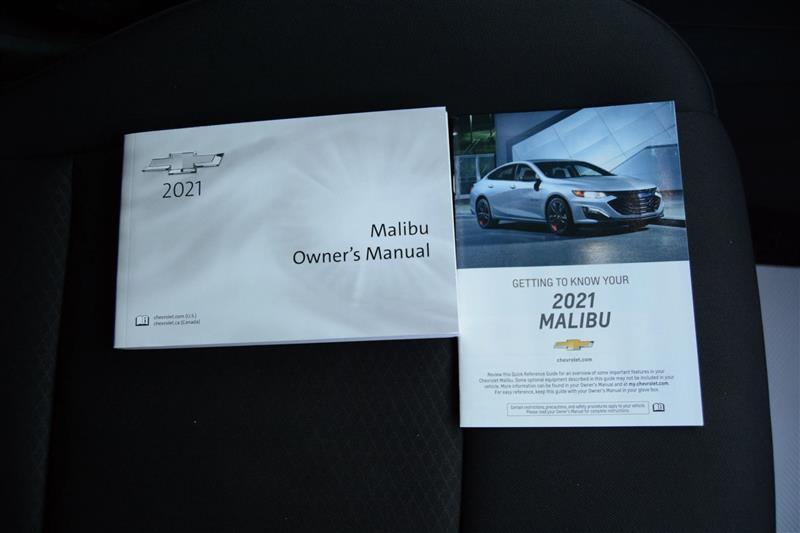 2021
Malibu
Owner's Manual
chevrolet.com (U.S.)
chevrolet.ca (Canada)
GETTING TO KNOW YOUR
2021
MALIBU
chevrolet.com
Review this Quick Reference Guide for an overview of some important features in your
Chevrolet Malibu. Some optional equipment described in this guide may not be included in your
vehicle. More information can be found in your Owner's Manual and at my.chevrolet.com.
For easy reference, keep this guide with your Owner's Manual in your glove box.
Certain restrictions, precautions, and safety procedures apply to your vehicle.
Please read your Owner's Manual for complete instructions.